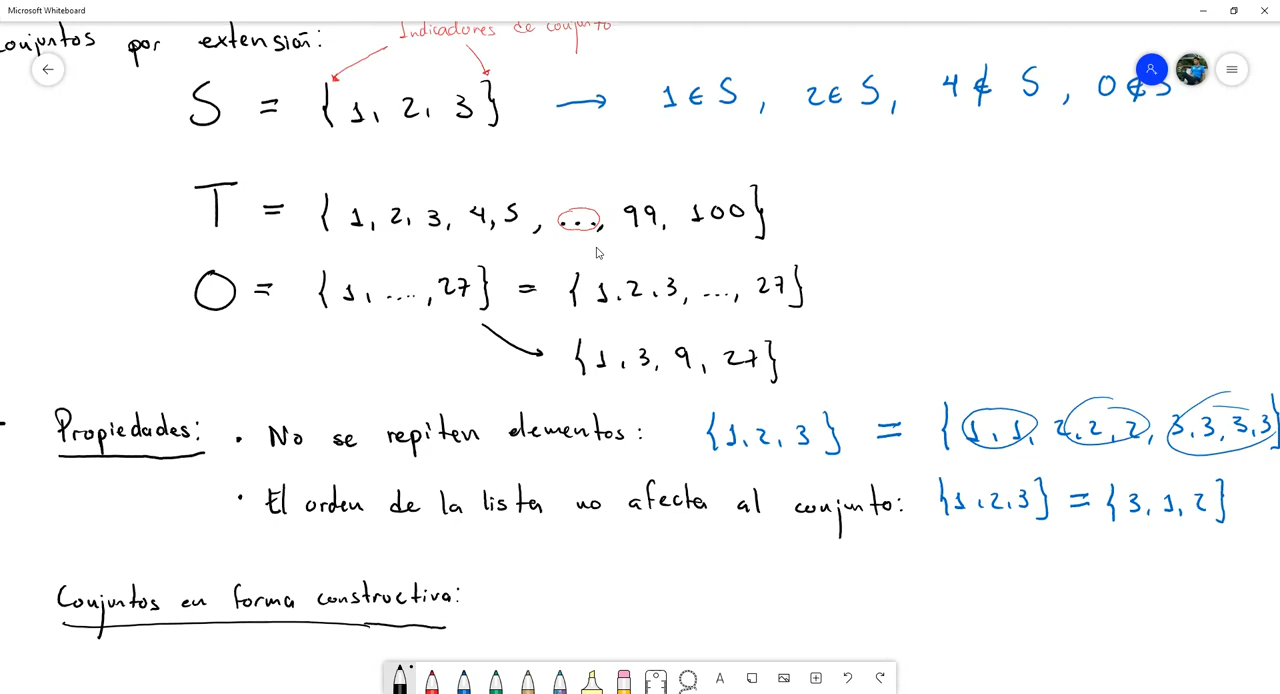 Microsoft Whiteboard
Indicadores de conjunto
Conjuntos por extensión:
S = { 1, 2, 3 } → 1 ∈ S , 2 ∈ S , 4 ∉ S , 0 ∉ S
T = { 1, 2, 3, 4, 5 , ..., 99, 100 }
O = { 1, ...., 27 } = { 1, 2, 3, ..., 27 }
{ 1, 3, 9, 27 }
Propiedades: • No se repiten elementos: { 1, 2, 3 } = { 1, 1, 2, 2, 2, 3, 3, 3, 3 }
• El orden de la lista no afecta al conjunto: { 1, 2, 3 } = { 3, 1, 2 }
Conjuntos en forma constructiva: